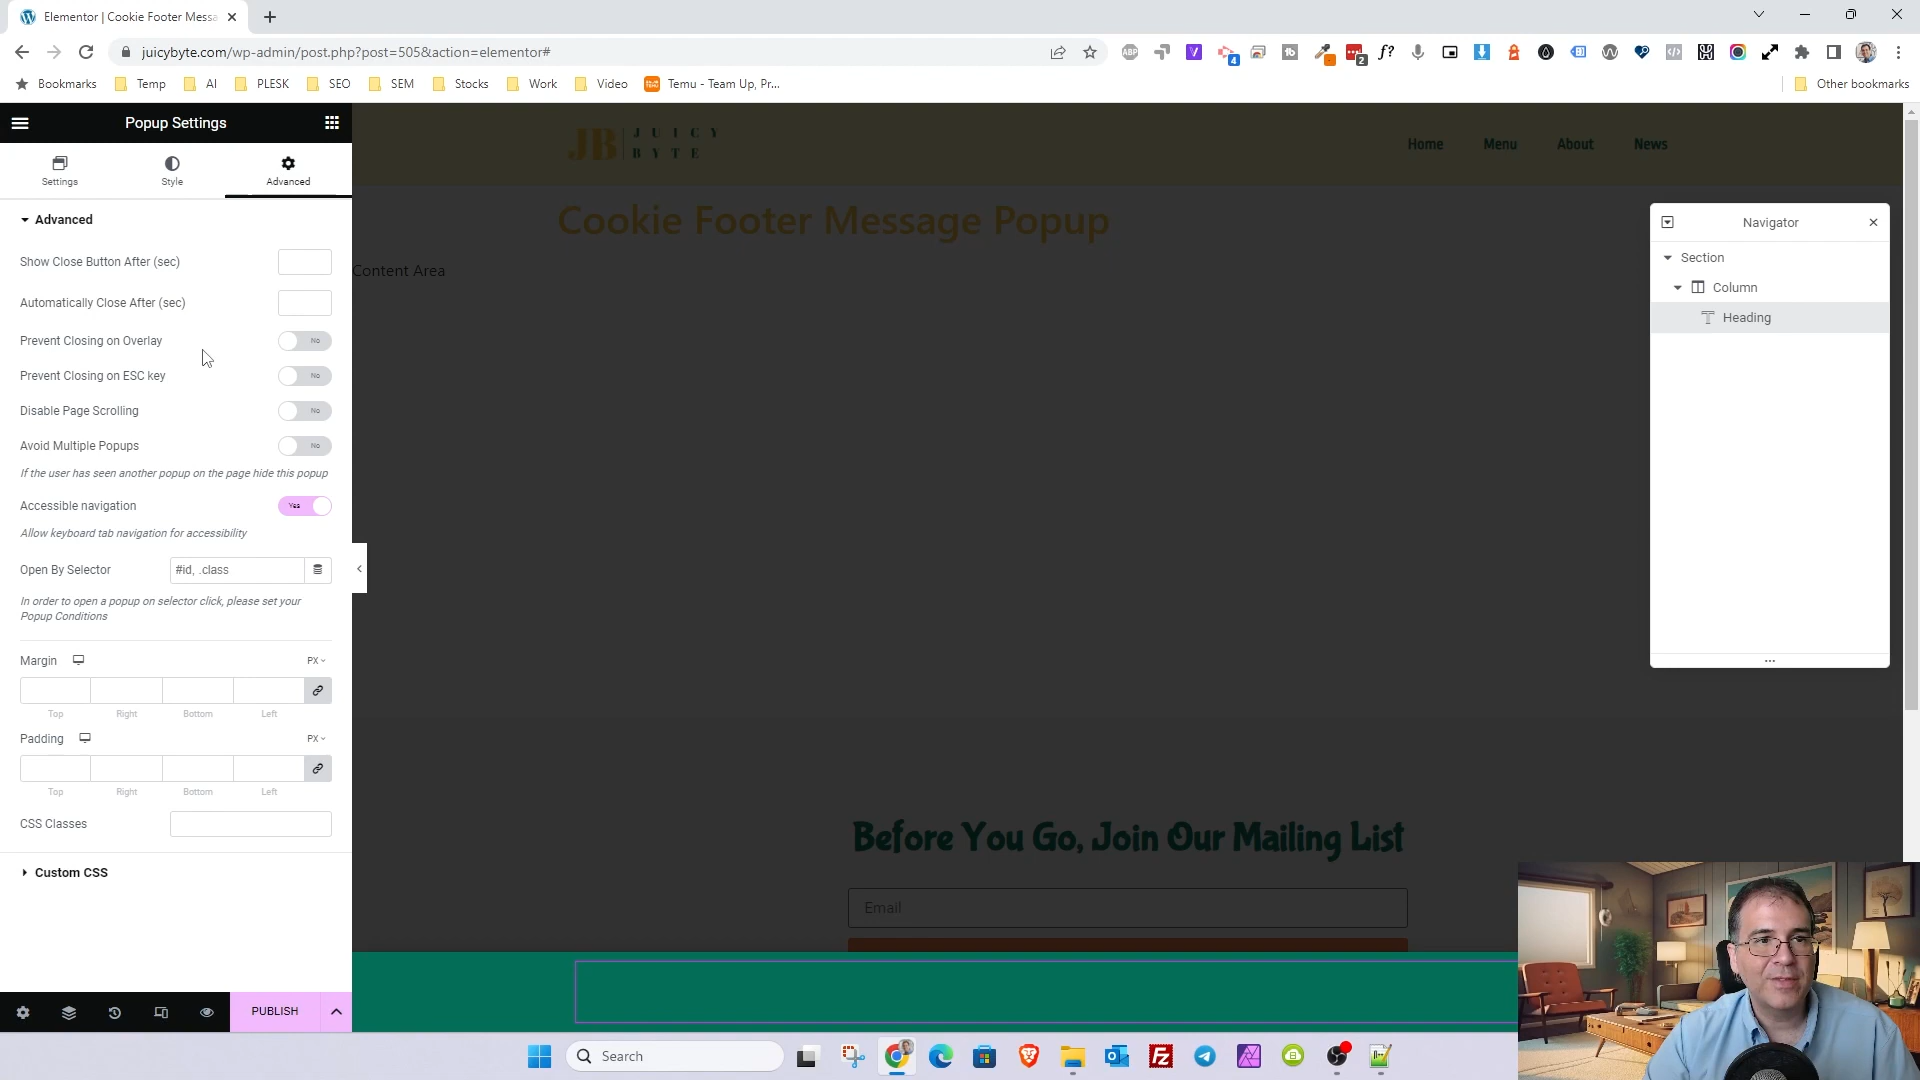 Elementor | Cookie Footer Messa
juicybyte.com/wp-admin/post.php?post=505&action=elementor#
Bookmarks
Temp
AI
PLESK
SEO
SEM
Stocks
Work
Video
Temu - Team Up, Pr...
Other bookmarks
Popup Settings
Settings
Style
Advanced
Advanced
Show Close Button After (sec)
Automatically Close After (sec)
Prevent Closing on Overlay
No
Prevent Closing on ESC key
No
Disable Page Scrolling
No
Avoid Multiple Popups
No
If the user has seen another popup on the page hide this popup
Accessible navigation
Yes
Allow keyboard tab navigation for accessibility
Open By Selector
#id, .class
In order to open a popup on selector click, please set your
Popup Conditions
Margin
PX
Top
Right
Bottom
Left
Padding
PX
Top
Right
Bottom
Left
CSS Classes
Custom CSS
PUBLISH
JB
JUICY
BYTE
Home
Menu
About
News
Cookie Footer Message Popup
Content Area
Navigator
Section
Column
Heading
Before You Go, Join Our Mailing List
Email
Search